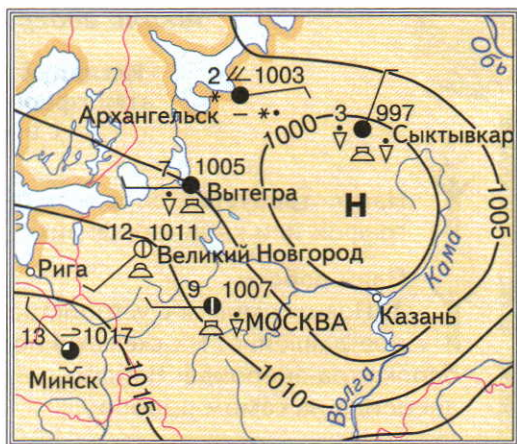 Обь
2 1003
Архангельск
3 997
Сыктывкар
1000
1005
7 1005
Вытегра
Н
12 1011
Великий Новгород
Рига
Кама
9 1007
МОСКВА
Казань
13 1017
Минск
1015
1010
Волга